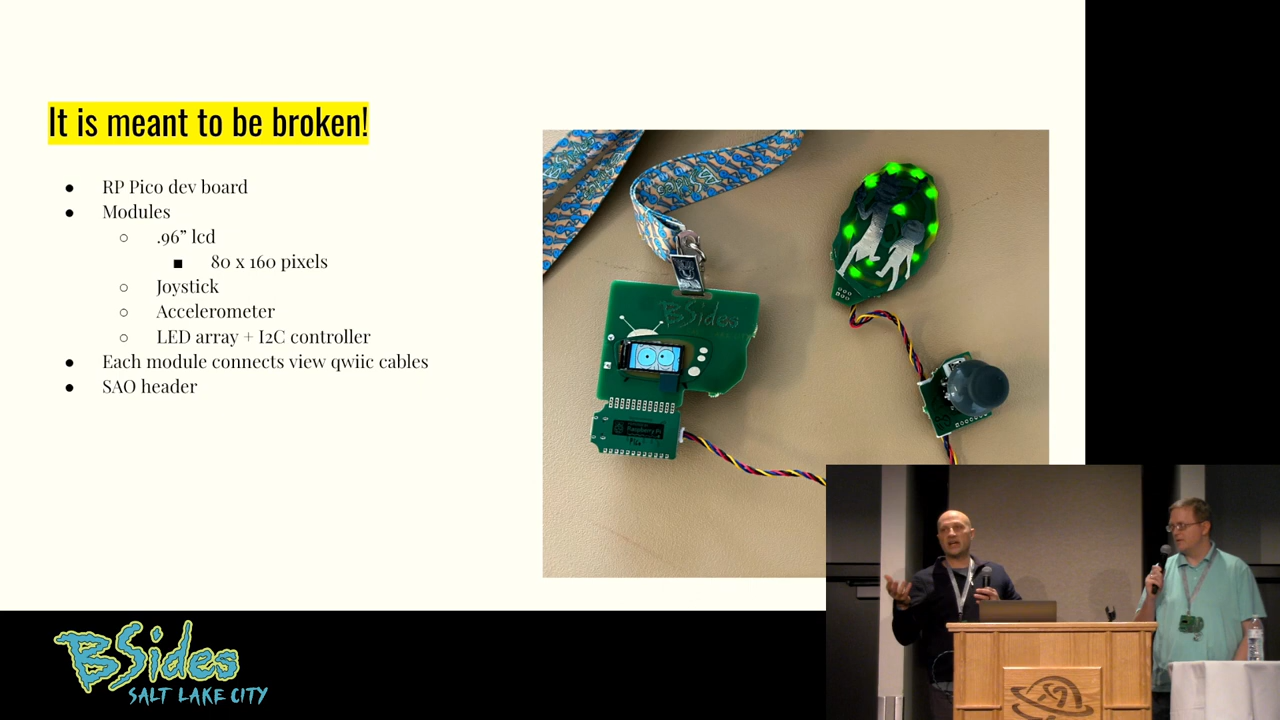 It is meant to be broken!
● RP Pico dev board
● Modules
○ .96” lcd
■ 80 x 160 pixels
○ Joystick
○ Accelerometer
○ LED array + I2C controller
● Each module connects view qwiic cables
● SAO header
BSides
Raspberry Pi
BSides
SALT LAKE CITY